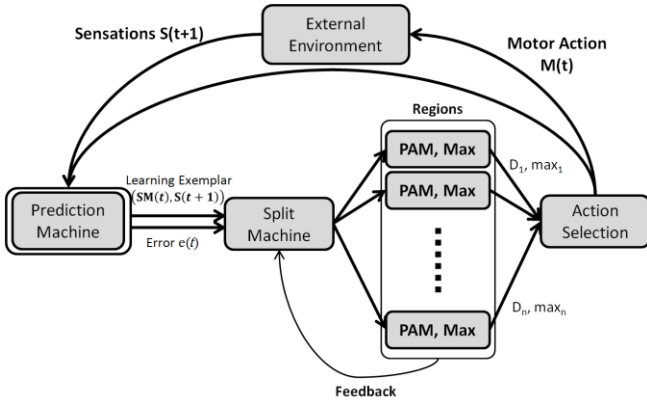 Sensations S(t+1)
External
Environment
Motor Action
M(t)
Regions
PAM, Max
D1, max1
Learning Exemplar
(SM(t), S(t + 1))
PAM, Max
Prediction
Machine
Split
Machine
Action
Selection
Error e(t)
Dn, maxn
PAM, Max
Feedback